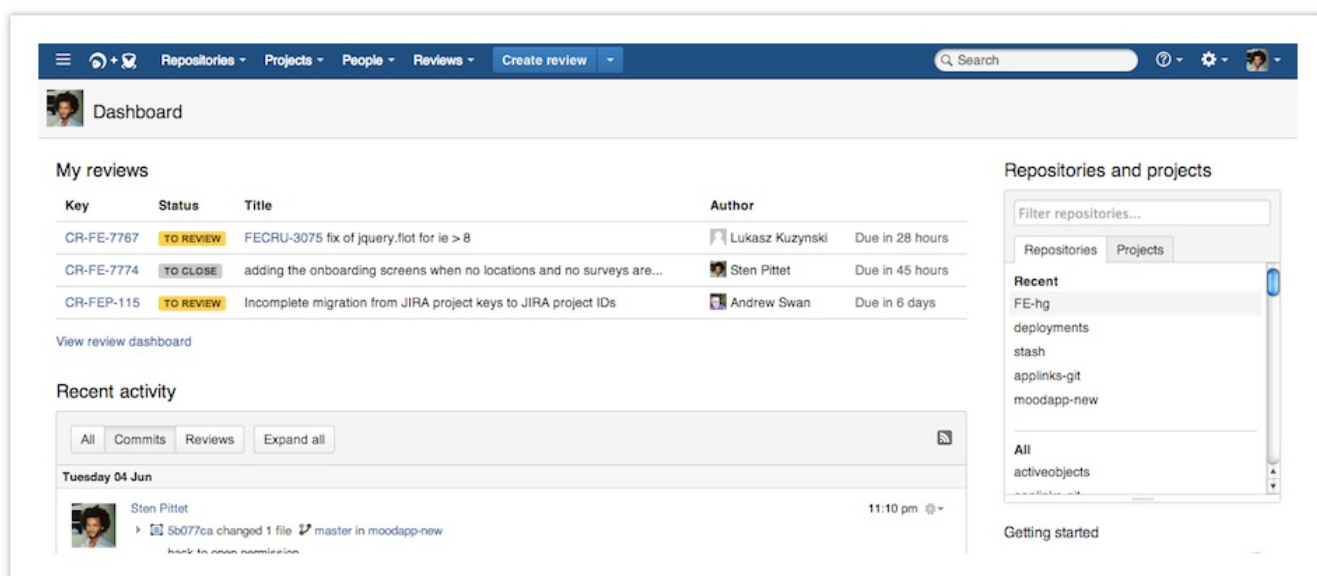 Repositories Projects People Reviews Create review Search
Dashboard
My reviews
Key Status Title Author
CR-FE-7767 TO REVIEW FECRU-3075 fix of jquery.flot for ie > 8 Lukasz Kuzynski Due in 28 hours
CR-FE-7774 TO CLOSE adding the onboarding screens when no locations and no surveys are... Sten Pittet Due in 45 hours
CR-FEP-115 TO REVIEW Incomplete migration from JIRA project keys to JIRA project IDs Andrew Swan Due in 6 days
View review dashboard
Recent activity
All Commits Reviews Expand all
Tuesday 04 Jun
Sten Pittet 11:10 pm
5b077ca changed 1 file master in moodapp-new
back to open permission
Repositories and projects
Filter repositories...
Repositories Projects
Recent
FE-hg
deployments
stash
applinks-git
moodapp-new
All
activeobjects
applinks-git
Getting started